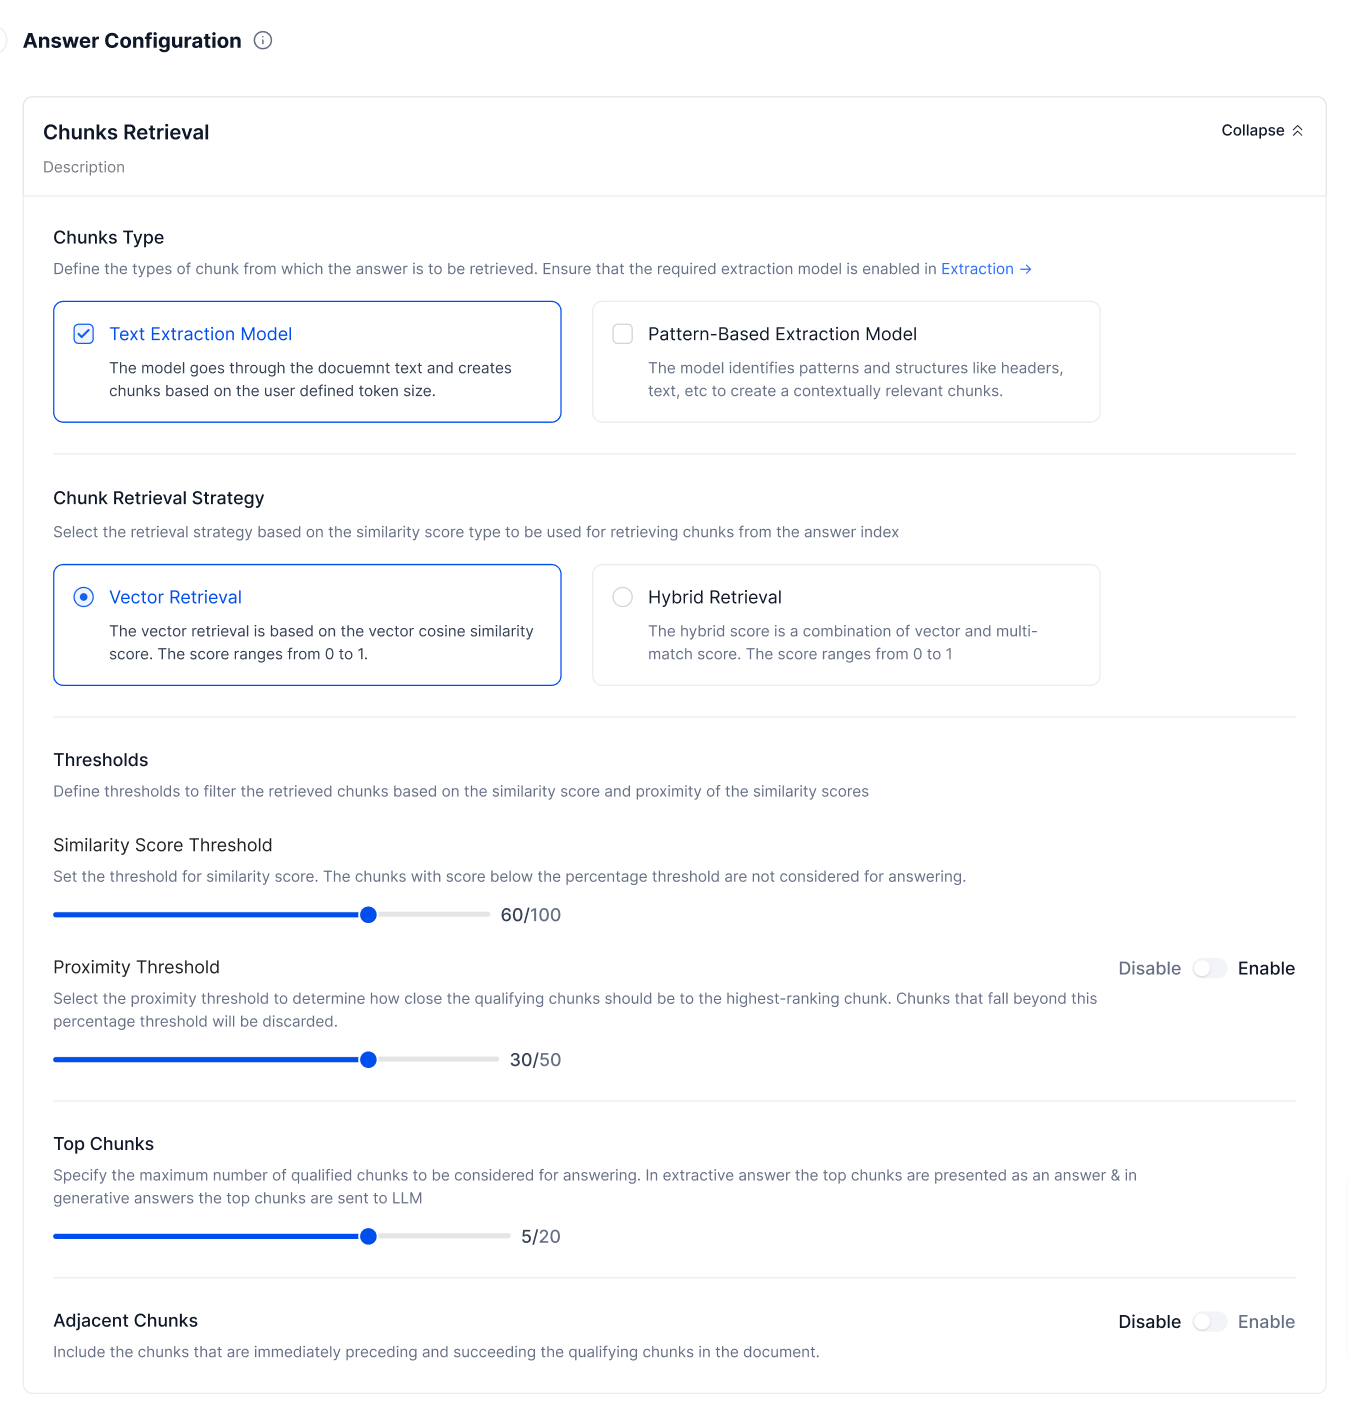 Answer Configuration
Chunks Retrieval
Collapse
Description
Chunks Type
Define the types of chunk from which the answer is to be retrieved. Ensure that the required extraction model is enabled in Extraction →
Text Extraction Model
The model goes through the docuemnt text and creates
chunks based on the user defined token size.
Pattern-Based Extraction Model
The model identifies patterns and structures like headers,
text, etc to create a contextually relevant chunks.
Chunk Retrieval Strategy
Select the retrieval strategy based on the similarity score type to be used for retrieving chunks from the answer index
Vector Retrieval
The vector retrieval is based on the vector cosine similarity
score. The score ranges from 0 to 1.
Hybrid Retrieval
The hybrid score is a combination of vector and multi-
match score. The score ranges from 0 to 1
Thresholds
Define thresholds to filter the retrieved chunks based on the similarity score and proximity of the similarity scores
Similarity Score Threshold
Set the threshold for similarity score. The chunks with score below the percentage threshold are not considered for answering.
60/100
Proximity Threshold
Disable Enable
Select the proximity threshold to determine how close the qualifying chunks should be to the highest-ranking chunk. Chunks that fall beyond this
percentage threshold will be discarded.
30/50
Top Chunks
Specify the maximum number of qualified chunks to be considered for answering. In extractive answer the top chunks are presented as an answer & in
generative answers the top chunks are sent to LLM
5/20
Adjacent Chunks
Disable Enable
Include the chunks that are immediately preceding and succeeding the qualifying chunks in the document.